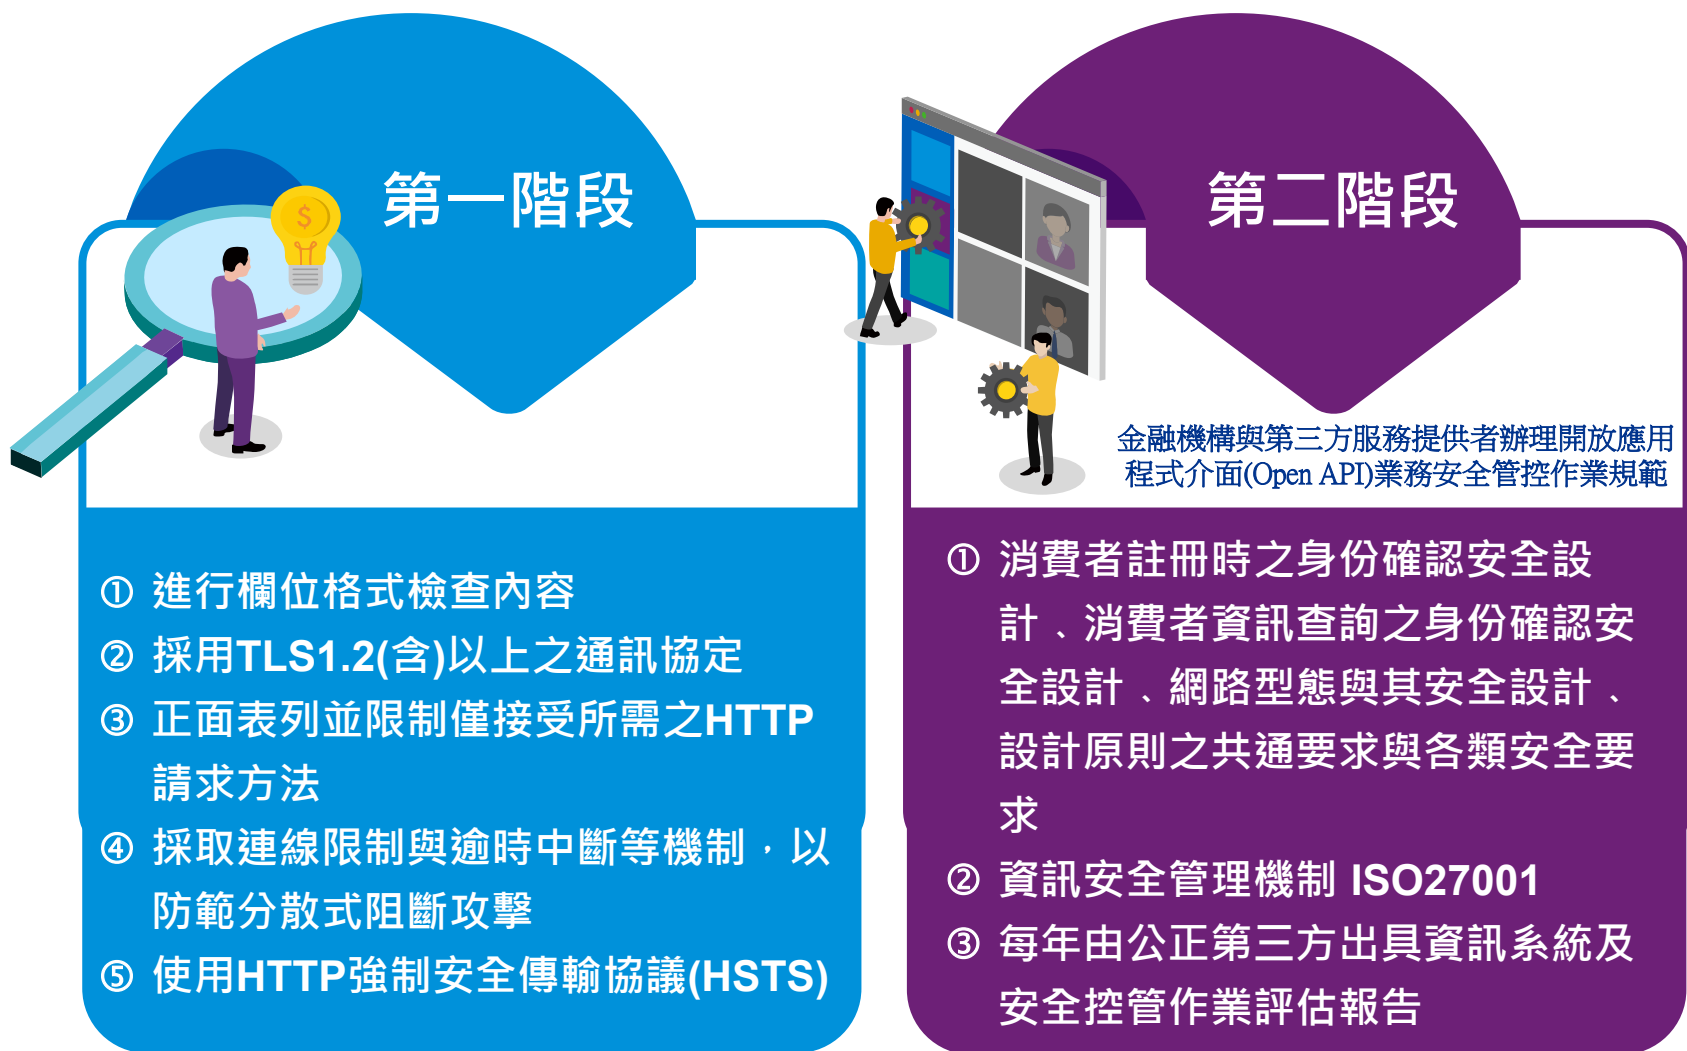 第一階段
① 進行欄位格式檢查內容
② 採用TLS1.2(含)以上之通訊協定
③ 正面表列並限制僅接受所需之HTTP
請求方法
④ 採取連線限制與逾時中斷等機制，以
防範分散式阻斷攻擊
⑤ 使用HTTP強制安全傳輸協議(HSTS)
第二階段
金融機構與第三方服務提供者辦理開放應用
程式介面(Open API)業務安全管控作業規範
① 消費者註冊時之身份確認安全設
計、消費者資訊查詢之身份確認安
全設計、網路型態與其安全設計、
設計原則之共通要求與各類安全要
求
② 資訊安全管理機制 ISO27001
③ 每年由公正第三方出具資訊系統及
安全控管作業評估報告
$